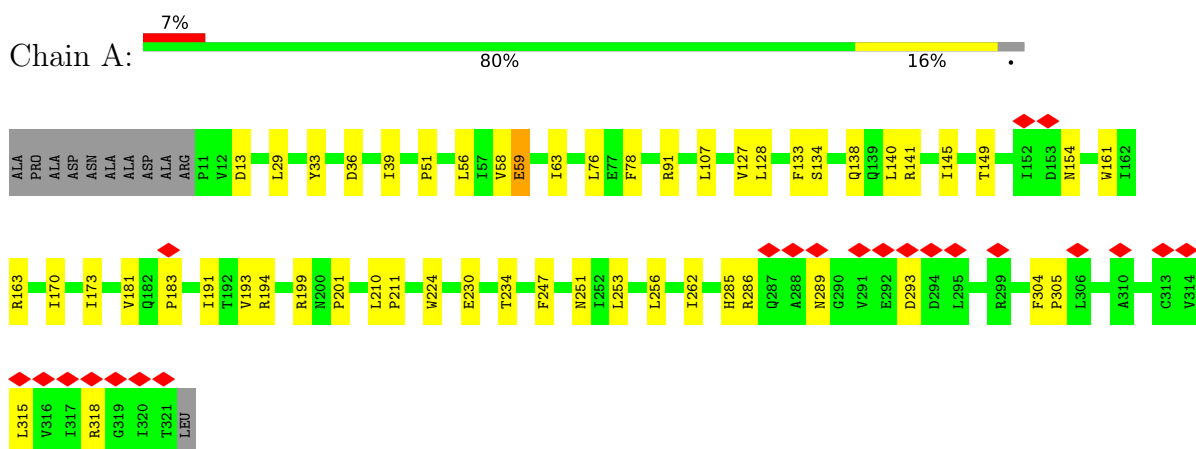 7%
Chain A:
80% 16% •
ALA PRO ALA ASP ASN ALA ALA ASP ALA ARG P11 V12 D13 L29 Y33 D36 I39 P51 L56 I57 V58 E59 I63 L76 E77 F78 R91 L107 V127 L128 F133 S134 Q138 Q139 L140 R141 I145 T149 I152 D153 N154 W161 I162
R163 I170 I173 V181 Q182 P183 I191 T192 V193 R194 R199 N200 P201 L210 P211 W224 E230 T234 F247 N251 I252 L253 L256 I262 H285 R286 Q287 A288 N289 G290 V291 E292 D293 D294 L295 R299 F304 P305 L306 A310 C313 V314
L315 V316 I317 R318 G319 I320 T321 LEU